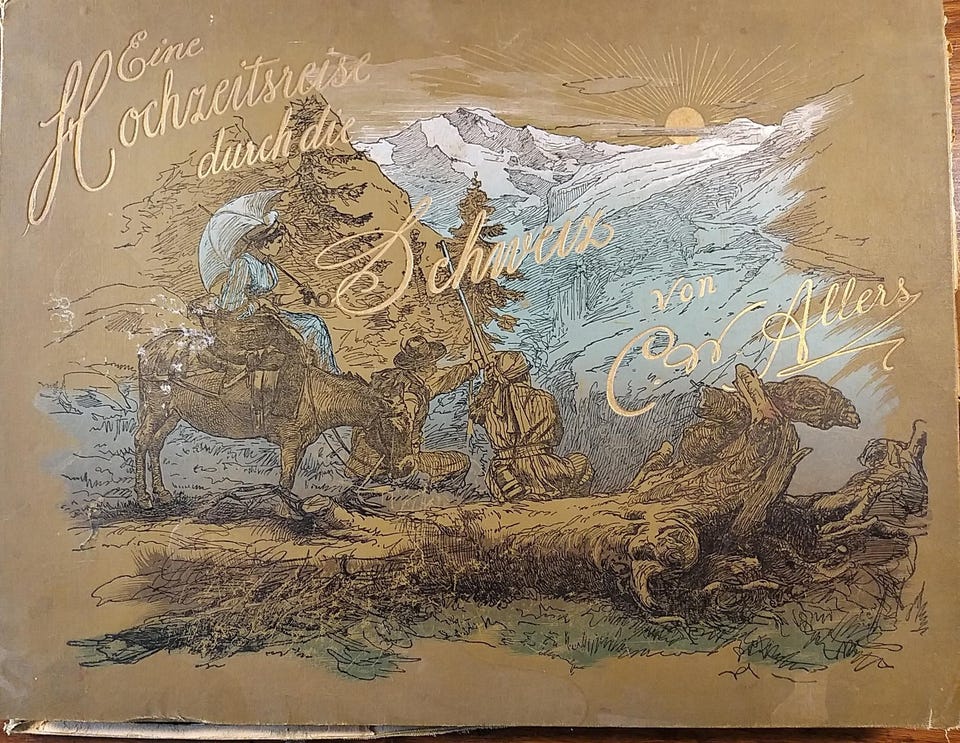 Eine
Hochzeitsreise
durch die
Schweiz
von
C. W. Allers